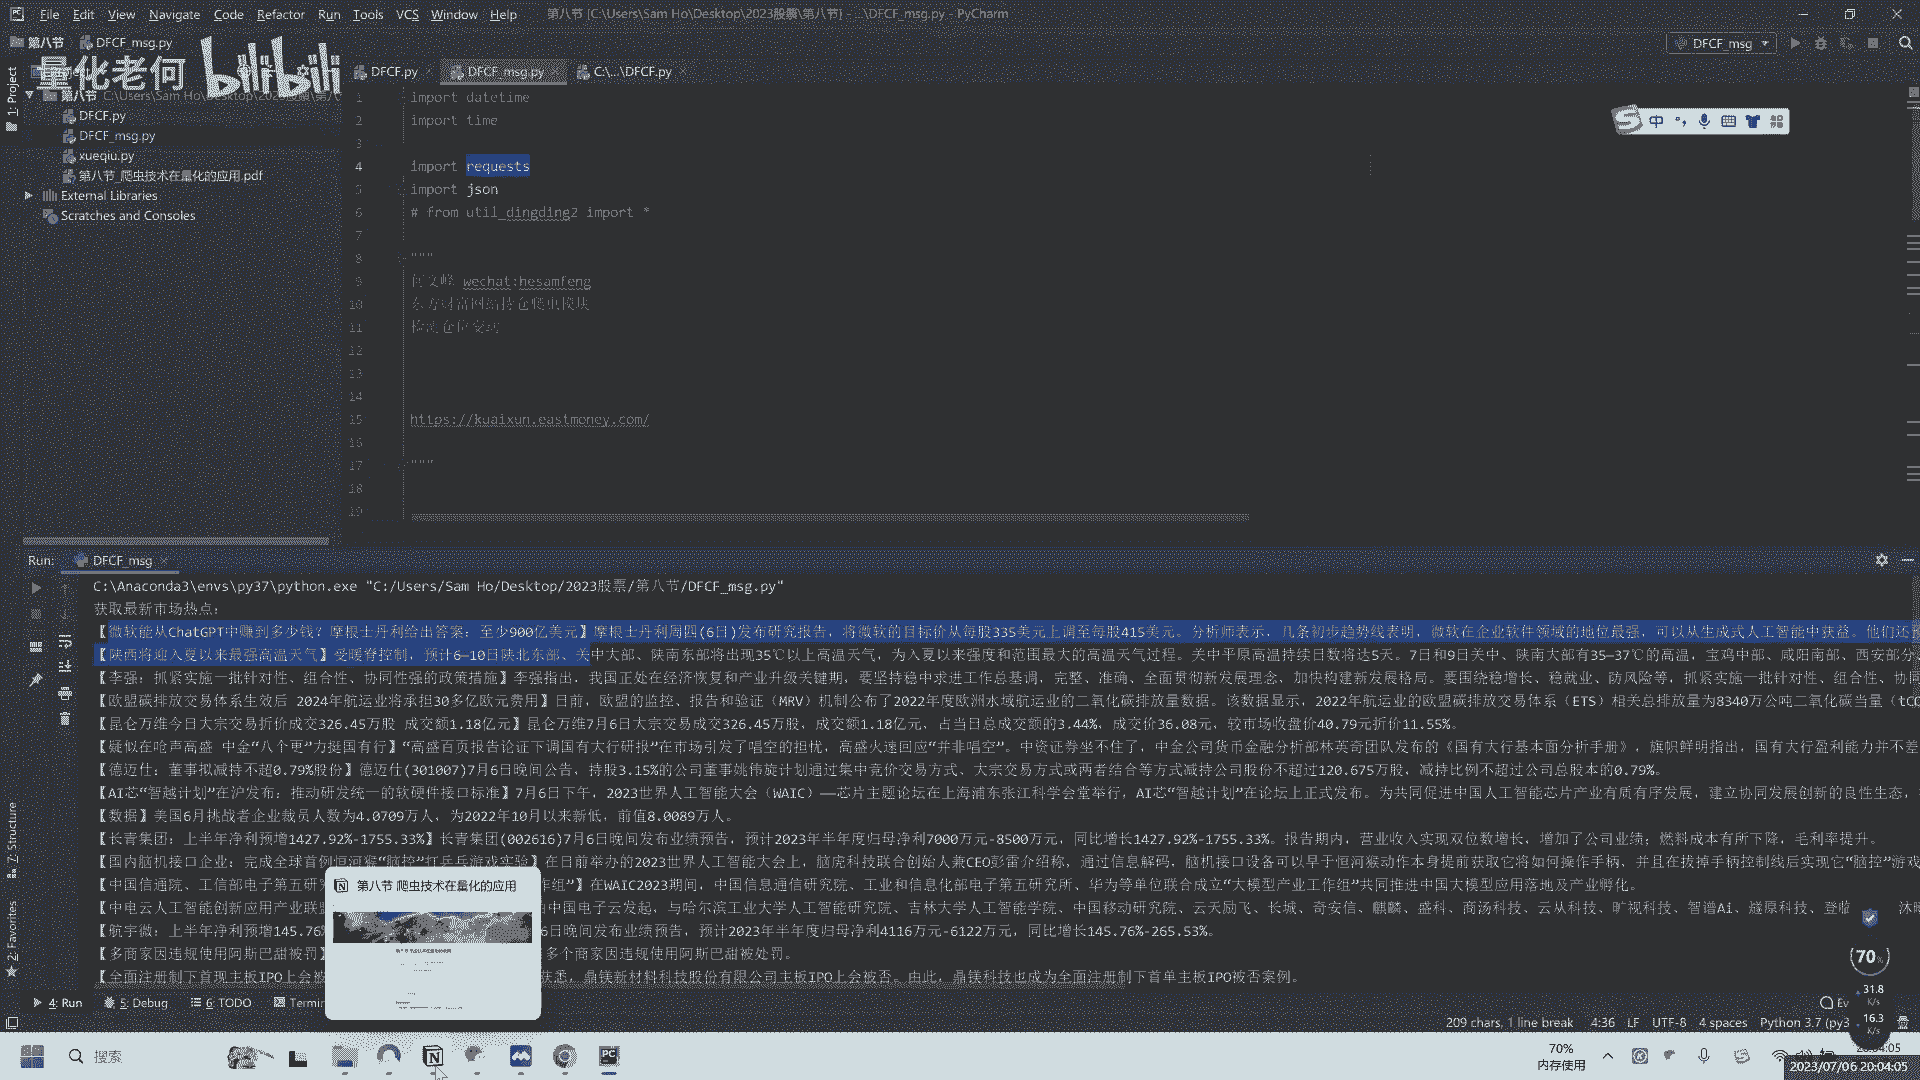 File Edit View Navigate Code Refactor Run Tools VCS Window Help 第八节 [C:\Users\Sam Ho\Desktop\2023股票\第八节] - ...\DFCF_msg.py - PyCharm
第八节 DFCF_msg.py
DFCF_msg
量化老何 bilibili
DFCF.py
DFCF_msg.py
C:\...\DFCF.py
1: Project
第八节
DFCF.py
DFCF_msg.py
xueqiu.py
第八节_爬虫技术在量化的应用.pdf
External Libraries
Scratches and Consoles
1 import datetime
2 import time
3
4 import requests
5 import json
6 # from util_dingding2 import *
7
8 """
9 wechat:hesamfeng
10
11
12
13
14
15 https://kuaixun.eastmoney.com/
16
17 """
18
19
中
Run: DFCF_msg
C:\Anaconda3\envs\py37\python.exe "C:/Users/Sam Ho/Desktop/2023股票/第八节/DFCF_msg.py"
获取最新市场热点:
【微软能从ChatGPT中赚到多少钱? 摩根士丹利给出答案: 至少900亿美元】摩根士丹利周四(6日)发布研究报告, 将微软的目标价从每股335美元上调至每股415美元。分析师表示, 几条初步趋势线表明, 微软在企业软件领域的地位最强, 可以从生成式人工智能中获益。他们还
【陕西将迎入夏以来最强高温天气】受暖脊控制, 预计6—10日陕北东部、关中大部、陕南东部将出现35℃以上高温天气, 为入夏以来强度和范围最大的高温天气过程。关中平原高温持续日数将达5天。7日和9日关中、陕南大部有35—37℃的高温, 宝鸡中部、咸阳南部、西安部分
【李强: 抓紧实施一批针对性、组合性、协同性强的政策措施】李强指出, 我国正处在经济恢复和产业升级关键期, 要坚持稳中求进工作总基调, 完整、准确、全面贯彻新发展理念, 加快构建新发展格局。要围绕稳增长、稳就业、防风险等, 抓紧实施一批针对性、组合性、协同
【欧盟碳排放交易体系生效后 2024年航运业将承担30多亿欧元费用】日前, 欧盟的监控、报告和验证（MRV）机制公布了2022年度欧洲水域航运业的二氧化碳排放量数据。该数据显示, 2022年航运业的欧盟碳排放交易体系（ETS）相关总排放量为8340万公吨二氧化碳当量（tCO
【昆仑万维今日大宗交易折价成交326.45万股 成交额1.18亿元】昆仑万维7月6日大宗交易成交326.45万股, 成交额1.18亿元, 占当日总成交额的3.44%, 成交价36.08元, 较市场收盘价40.79元折价11.55%。
【疑似在呛声高盛 中金“八个更”力挺国有行】“高盛百页报告论证下调国有大行研报”在市场引发了唱空的担忧, 高盛火速回应“并非唱空”。中资证券坐不住了, 中金公司货币金融分析部林英奇团队发布的《国有大行基本面分析手册》, 旗帜鲜明指出, 国有大行盈利能力并不差
【德迈仕: 董事拟减持不超0.79%股份】德迈仕(301007)7月6日晚间公告, 持股3.15%的公司董事姚伟旋计划通过集中竞价交易方式、大宗交易方式或两者结合等方式减持公司股份不超过120.675万股, 减持比例不超过公司总股本的0.79%。
【AI芯“智越计划”在沪发布: 推动研发统一的软硬件接口标准】7月6日下午, 2023世界人工智能大会（WAIC）——芯片主题论坛在上海浦东张江科学会堂举行, AI芯“智越计划”在论坛上正式发布。为共同促进中国人工智能芯片产业有质有序发展, 建立协同发展创新的良性生态,
【数据】美国6月挑战者企业裁员人数为4.0709万人, 为2022年10月以来新低, 前值8.0089万人。
【长青集团: 上半年净利预增1427.92%-1755.33%】长青集团(002616)7月6日晚间发布业绩预告, 预计2023年半年度归母净利7000万元-8500万元, 同比增长1427.92%-1755.33%。报告期内, 营业收入实现双位数增长, 增加了公司业绩; 燃料成本有所下降, 毛利率提升。
【国内脑机接口企业: 完成全球首例恒河猴“脑控”打乒乓游戏实验】在日前举办的2023世界人工智能大会上, 脑虎科技联合创始人兼CEO彭雷介绍称, 通过信息解码, 脑机接口设备可以早于恒河猴动作本身提前获取它将如何操作手柄, 并且在拔掉手柄控制线后实现它“脑控”游戏
【中国信通院、工信部电子第五研 作组”】在WAIC2023期间, 中国信息通信研究院、工业和信息化部电子第五研究所、华为等单位联合成立“大模型产业工作组”共同推进中国大模型应用落地及产业孵化。
【中电云人工智能创新应用产业联 中国电子云发起, 与哈尔滨工业大学人工智能研究院、吉林大学人工智能学院、中国移动研究院、云天励飞、长城、奇安信、麒麟、盛科、商汤科技、云从科技、旷视科技、智谱Ai、燧原科技、登临
【航宇微: 上半年净利预增145.76 6日晚间发布业绩预告, 预计2023年半年度归母净利4116万元-6122万元, 同比增长145.76%-265.53%。
【多商家因违规使用阿斯巴甜被罚】 多个商家因违规使用阿斯巴甜被处罚。
【全面注册制下首现主板IPO上会被 获悉, 鼎镁新材料科技股份有限公司主板IPO上会被否。由此, 鼎镁科技也成为全面注册制下首单主板IPO被否案例。
第八节 爬虫技术在量化的应用
7: Structure
2: Favorites
4: Run 5: Debug 6: TODO Termin Ev
209 chars, 1 line break 4:36 LF UTF-8 4 spaces Python 3.7 (py3
70%
31.8 K/s
16.3 K/s
搜索
70%
内存使用
2023/07/06 20:04:05